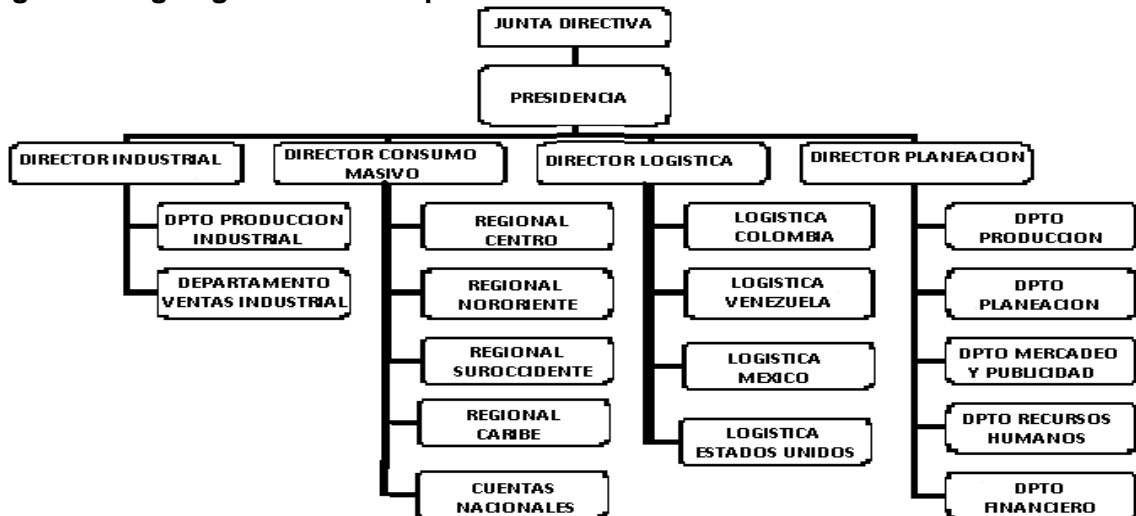 JUNTA DIRECTIVA
PRESIDENCIA
DIRECTOR INDUSTRIAL
DIRECTOR CONSUMO
MASIVO
DIRECTOR LOGISTICA
DIRECTOR PLANEACION
DPTO PRODUCCION
INDUSTRIAL
DEPARTAMENTO
VENTAS INDUSTRIAL
REGIONAL
CENTRO
REGIONAL
NORORIENTE
REGIONAL
SUROCCIDENTE
REGIONAL
CARIBE
CUENTAS
NACIONALES
LOGISTICA
COLOMBIA
LOGISTICA
VENEZUELA
LOGISTICA
MEXICO
LOGISTICA
ESTADOS UNIDOS
DPTO
PRODUCCION
DPTO
PLANEACION
DPTO MERCADEO
Y PUBLICIDAD
DPTO RECURSOS
HUMANOS
DPTO
FINANCIERO